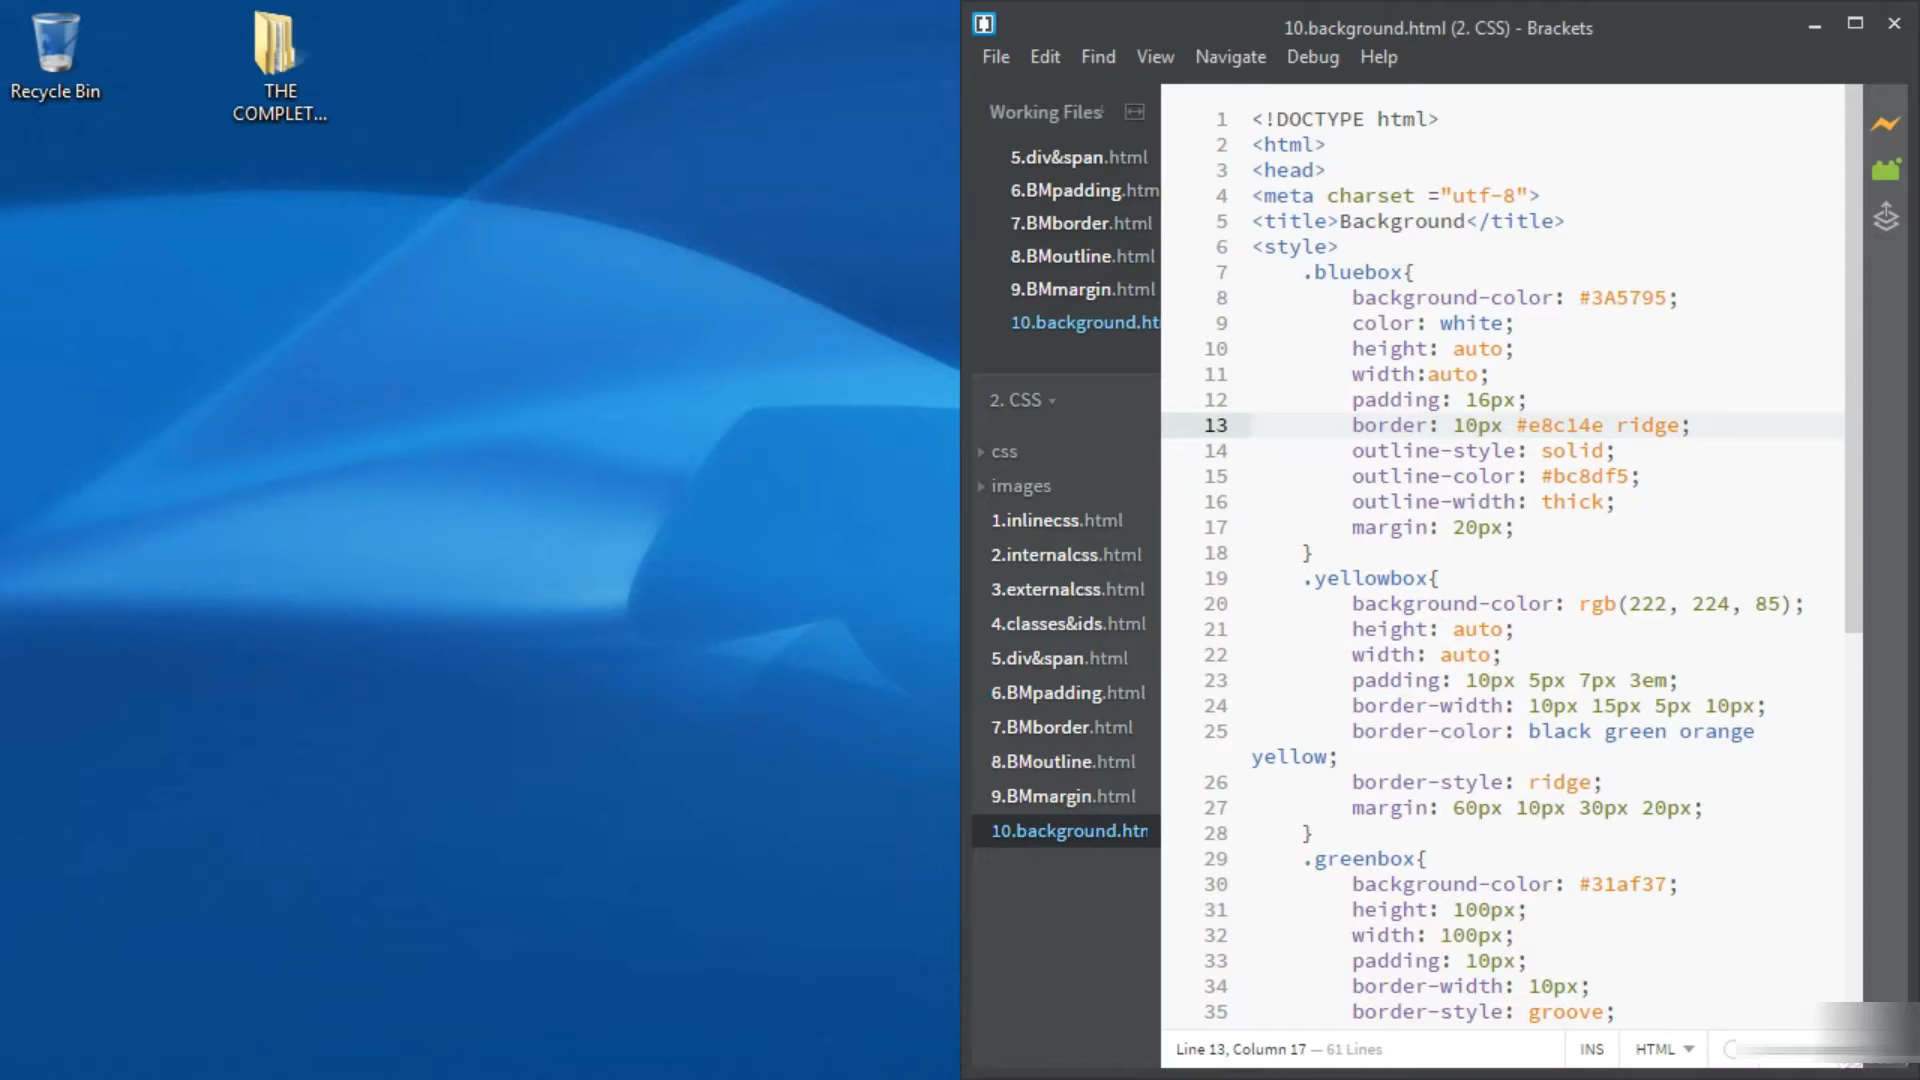 Recycle Bin
THE
COMPLET...
10.background.html (2. CSS) - Brackets
File Edit Find View Navigate Debug Help
Working Files
5.div&span.html
6.BMpadding.htm
7.BMborder.html
8.BMoutline.html
9.BMmargin.html
10.background.ht
2. CSS
css
images
1.inlinecss.html
2.internalcss.html
3.externalcss.html
4.classes&ids.html
5.div&span.html
6.BMpadding.html
7.BMborder.html
8.BMoutline.html
9.BMmargin.html
10.background.htm
1 <!DOCTYPE html>
2 <html>
3 <head>
4 <meta charset ="utf-8">
5 <title>Background</title>
6 <style>
7 .bluebox{
8 background-color: #3A5795;
9 color: white;
10 height: auto;
11 width:auto;
12 padding: 16px;
13 border: 10px #e8c14e ridge;
14 outline-style: solid;
15 outline-color: #bc8df5;
16 outline-width: thick;
17 margin: 20px;
18 }
19 .yellowbox{
20 background-color: rgb(222, 224, 85);
21 height: auto;
22 width: auto;
23 padding: 10px 5px 7px 3em;
24 border-width: 10px 15px 5px 10px;
25 border-color: black green orange
yellow;
26 border-style: ridge;
27 margin: 60px 10px 30px 20px;
28 }
29 .greenbox{
30 background-color: #31af37;
31 height: 100px;
32 width: 100px;
33 padding: 10px;
34 border-width: 10px;
35 border-style: groove;
Line 13, Column 17 — 61 Lines
INS
HTML